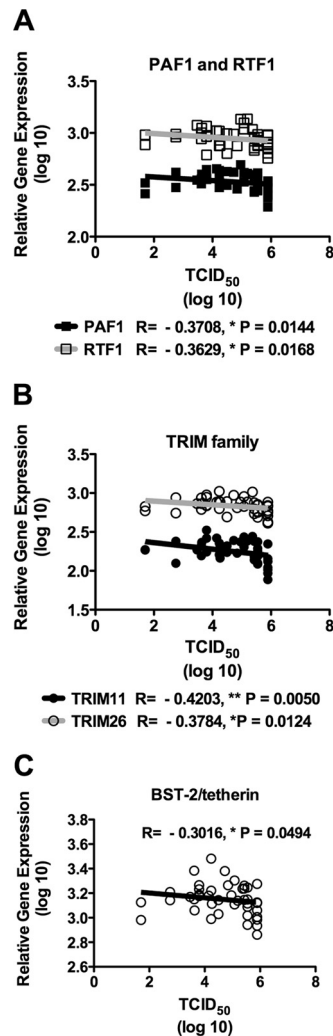 A
PAF1 and RTF1
Relative Gene Expression
(log 10)
3.5
3.0
2.5
2.0
0 2 4 6 8
TCID50
(log 10)
PAF1 R= - 0.3708, * P = 0.0144
RTF1 R= - 0.3629, * P = 0.0168
B
TRIM family
Relative Gene Expression
(log 10)
3.5
3.0
2.5
2.0
1.5
0 2 4 6 8
TCID50
(log 10)
TRIM11 R= - 0.4203, ** P = 0.0050
TRIM26 R= - 0.3784, *P = 0.0124
C
BST-2/tetherin
R= - 0.3016, * P = 0.0494
Relative Gene Expression
(log 10)
3.8
3.6
3.4
3.2
3.0
2.8
2.6
0 2 4 6 8
TCID50
(log 10)